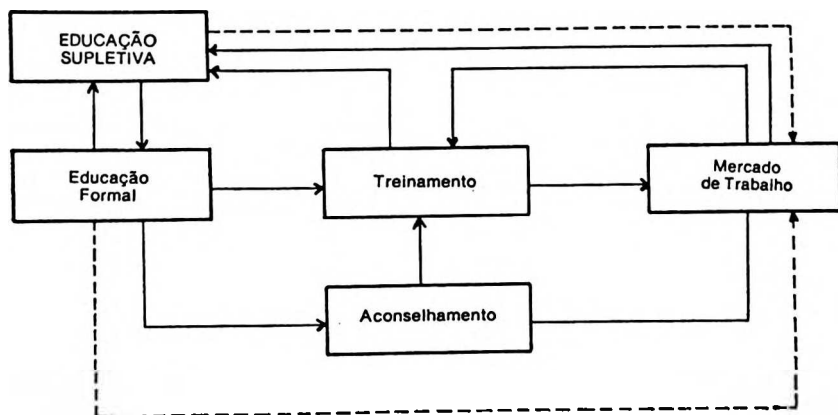 EDUCAÇÃO
SUPLETIVA
Educação
Formal
Treinamento
Mercado
de Trabalho
Aconselhamento